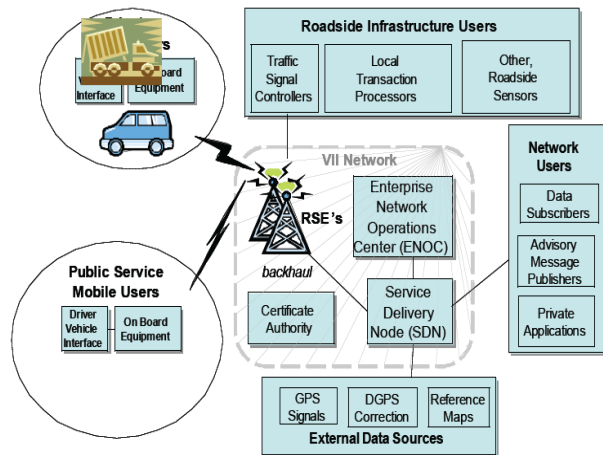 Roadside Infrastructure Users
Traffic
Signal
Controllers
Local
Transaction
Processors
Other,
Roadside
Sensors
Interface
Board
Equipment
VII Network
RSE's
backhaul
Enterprise
Network
Operations
Center (ENOC)
Certificate
Authority
Service
Delivery
Node (SDN)
Network
Users
Data
Subscribers
Advisory
Message
Publishers
Private
Applications
Public Service
Mobile Users
Driver
Vehicle
Interface
On Board
Equipment
GPS
Signals
DGPS
Correction
Reference
Maps
External Data Sources